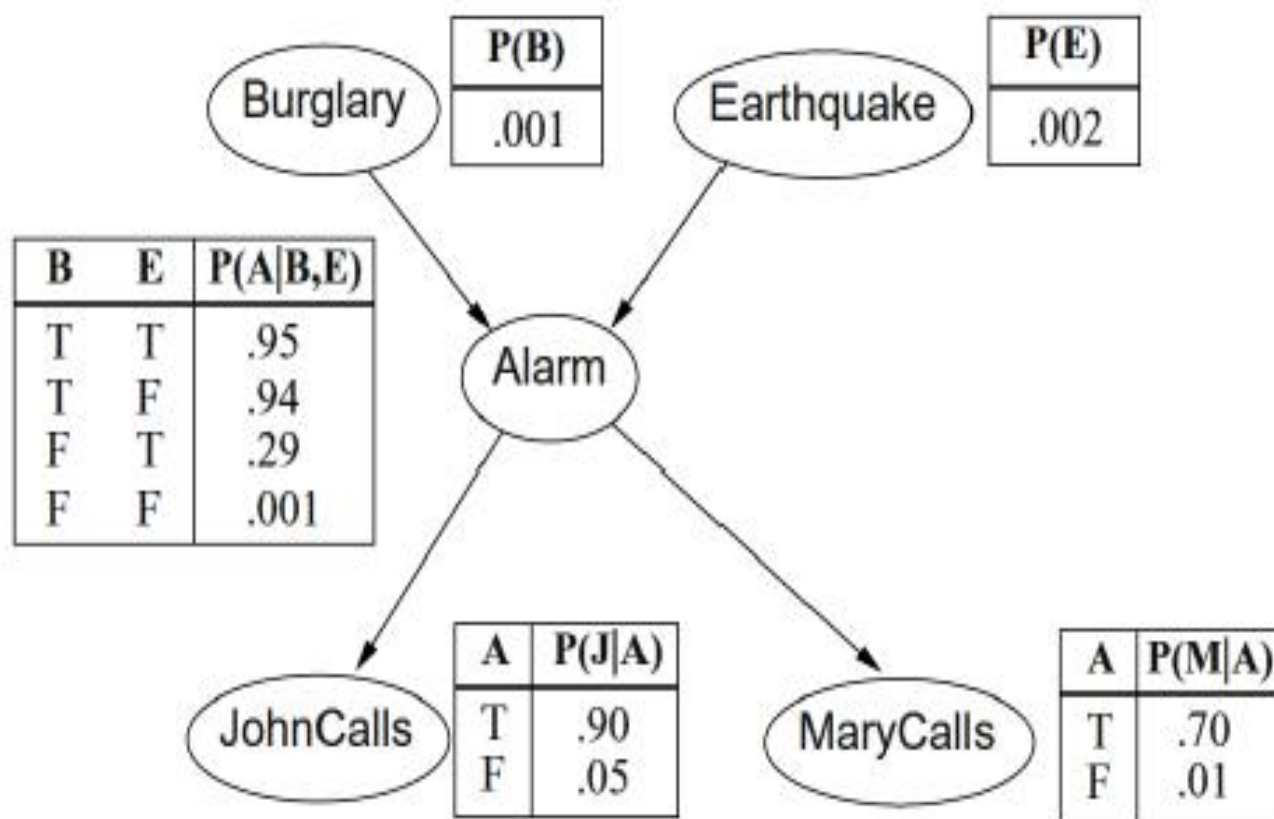 Burglary
P(B)
.001
Earthquake
P(E)
.002
B E P(A|B,E)
T T .95
T F .94
F T .29
F F .001
Alarm
JohnCalls
A P(J|A)
T .90
F .05
MaryCalls
A P(M|A)
T .70
F .01